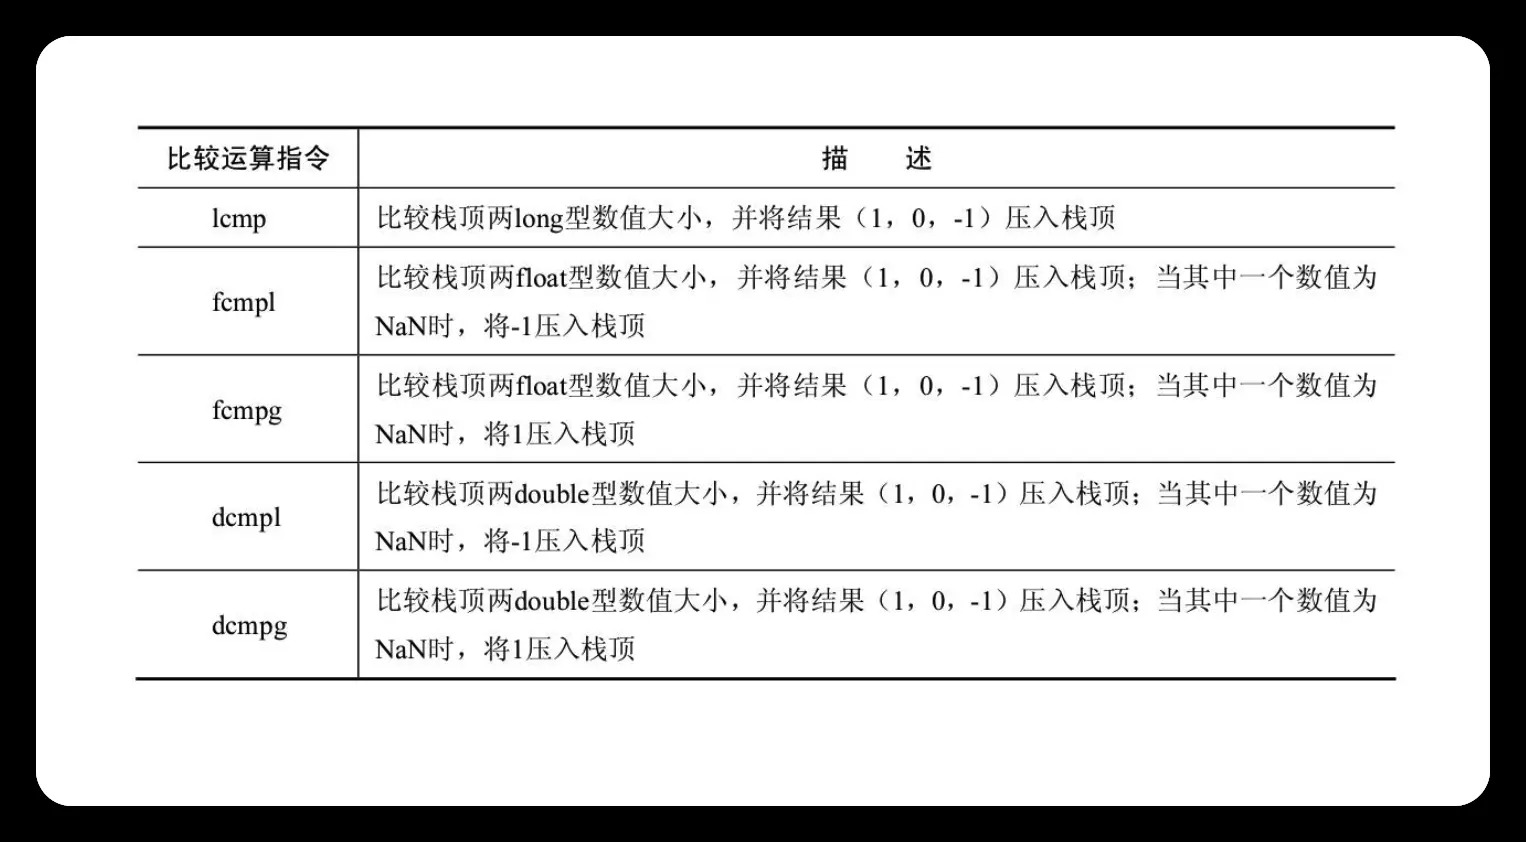 比较运算指令
描 述
lcmp
比较栈顶两long型数值大小，并将结果（1，0，-1）压入栈顶
fcmpl
比较栈顶两float型数值大小，并将结果（1，0，-1）压入栈顶；当其中一个数值为
NaN时，将-1压入栈顶
fcmpg
比较栈顶两float型数值大小，并将结果（1，0，-1）压入栈顶；当其中一个数值为
NaN时，将1压入栈顶
dcmpl
比较栈顶两double型数值大小，并将结果（1，0，-1）压入栈顶；当其中一个数值为
NaN时，将-1压入栈顶
dcmpg
比较栈顶两double型数值大小，并将结果（1，0，-1）压入栈顶；当其中一个数值为
NaN时，将1压入栈顶